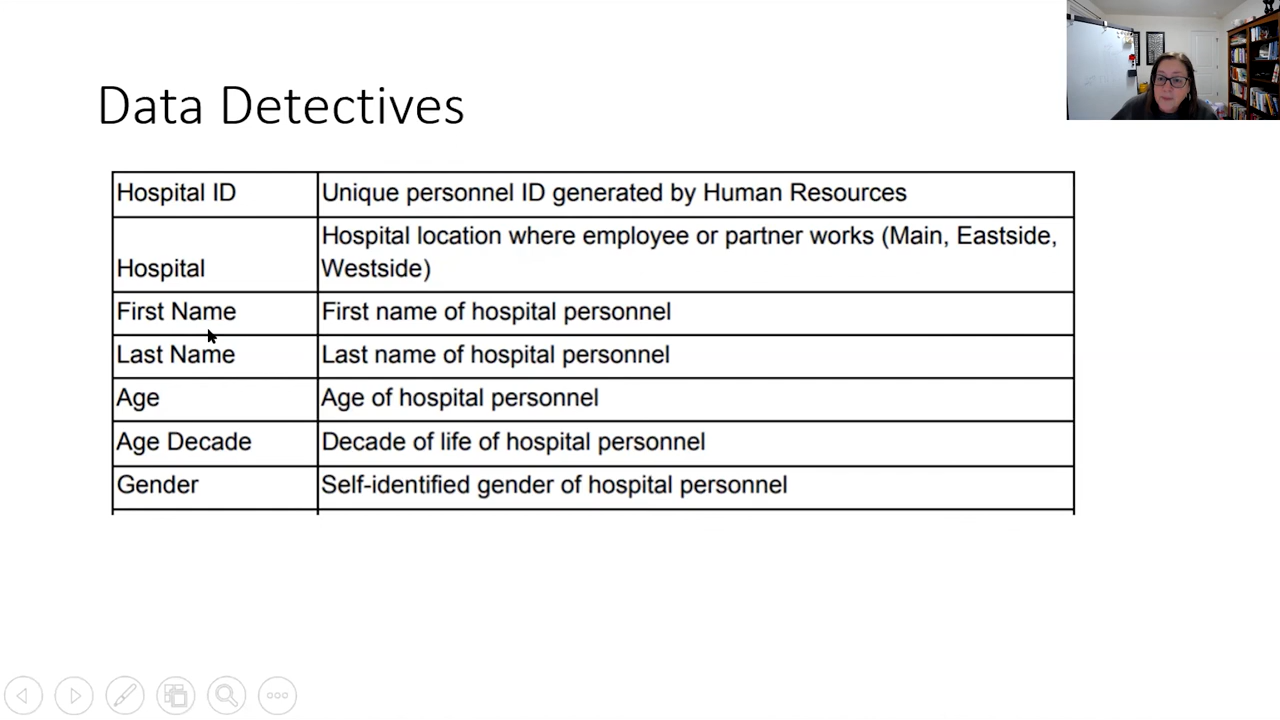 Data Detectives
Hospital ID
Unique personnel ID generated by Human Resources
Hospital
Hospital location where employee or partner works (Main, Eastside,
Westside)
First Name
First name of hospital personnel
Last Name
Last name of hospital personnel
Age
Age of hospital personnel
Age Decade
Decade of life of hospital personnel
Gender
Self-identified gender of hospital personnel